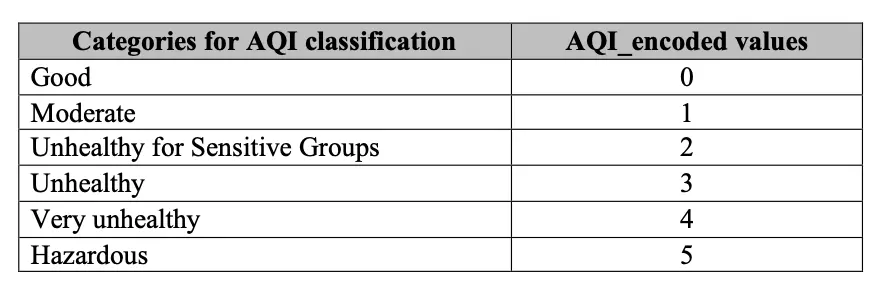 Categories for AQI classification AQI_encoded values
Good 0
Moderate 1
Unhealthy for Sensitive Groups 2
Unhealthy 3
Very unhealthy 4
Hazardous 5